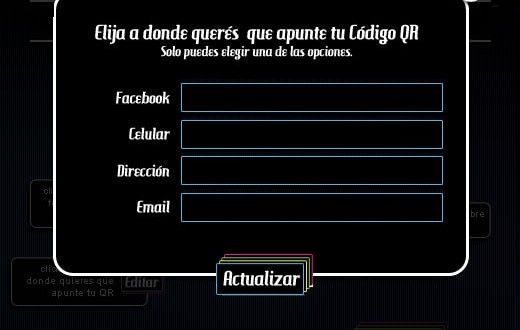 Elija a donde querés que apunte tu Código QR
Solo puedes elegir una de las opciones.
Facebook
Celular
Dirección
Email
Actualizar
donde quieres que
apunte tu QR
Editar